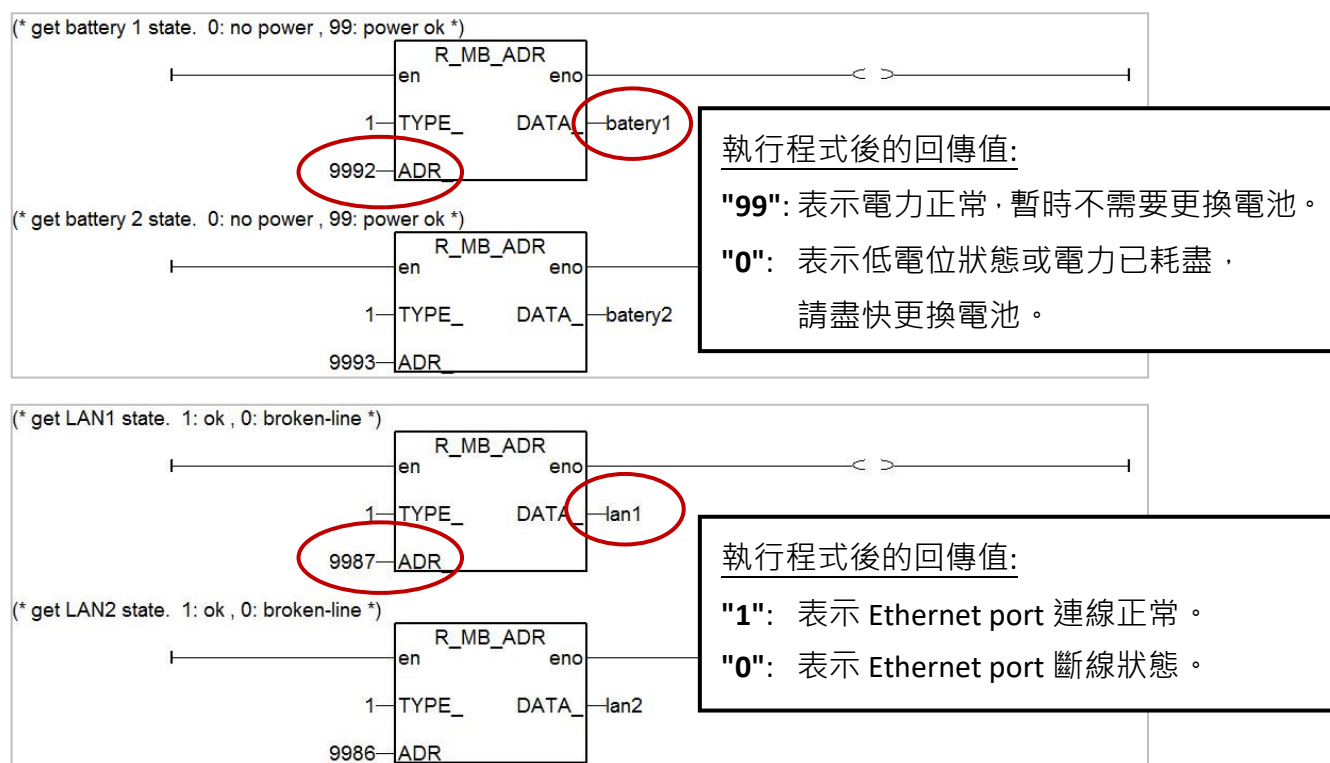 (* get battery 1 state.  0: no power , 99: power ok *)
R_MB_ADR
en eno
1 TYPE_ DATA_ batery1
9992 ADR_
執行程式後的回傳值:
"99": 表示電力正常，暫時不需要更換電池。
"0": 表示低電位狀態或電力已耗盡，
請盡快更換電池。
(* get battery 2 state.  0: no power , 99: power ok *)
R_MB_ADR
en eno
1 TYPE_ DATA_ batery2
9993 ADR_
(* get LAN1 state.  1: ok , 0: broken-line *)
R_MB_ADR
en eno
1 TYPE_ DATA_ lan1
9987 ADR_
執行程式後的回傳值:
"1": 表示 Ethernet port 連線正常。
"0": 表示 Ethernet port 斷線狀態。
(* get LAN2 state.  1: ok , 0: broken-line *)
R_MB_ADR
en eno
1 TYPE_ DATA_ lan2
9986 ADR